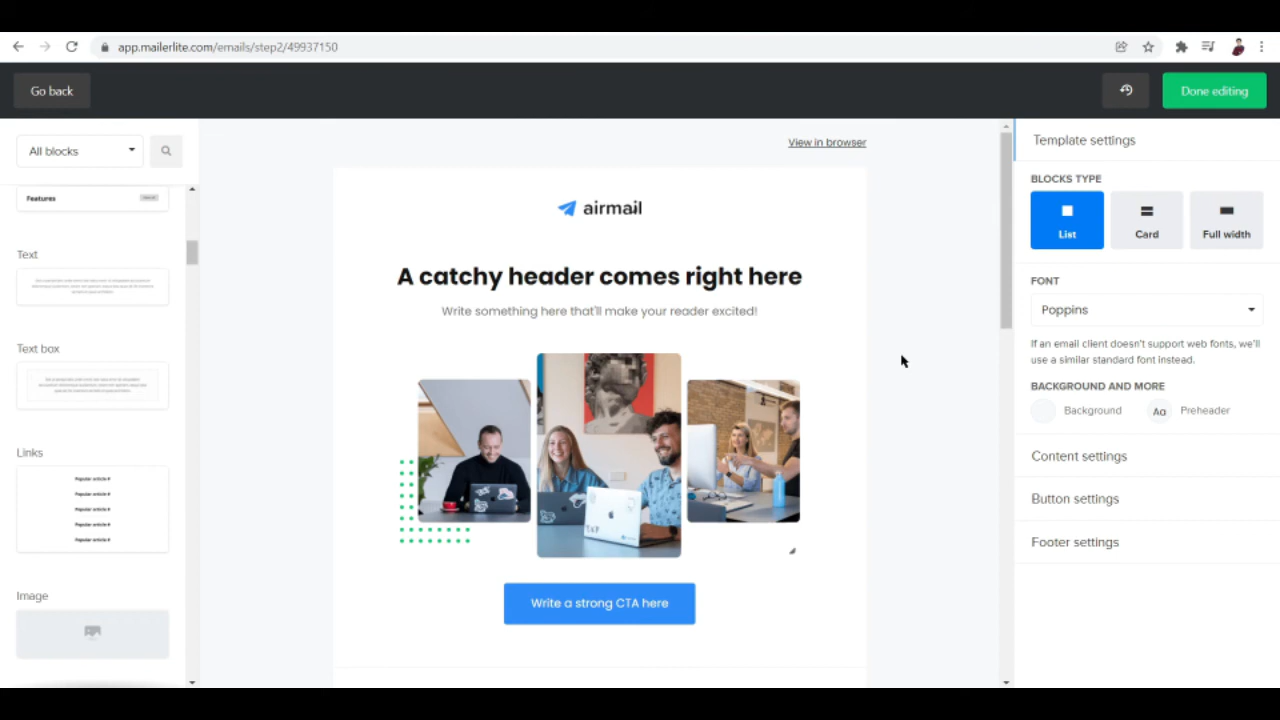 app.mailerlite.com/emails/step2/49937150
Go back
Done editing
All blocks
Features
Text
Text box
Links
Popular article #
Popular article #
Popular article #
Popular article #
Popular article #
Image
View in browser
airmail
A catchy header comes right here
Write something here that'll make your reader excited!
Write a strong CTA here
Template settings
BLOCKS TYPE
List
Card
Full width
FONT
Poppins
If an email client doesn't support web fonts, we'll
use a similar standard font instead.
BACKGROUND AND MORE
Background
Aa
Preheader
Content settings
Button settings
Footer settings